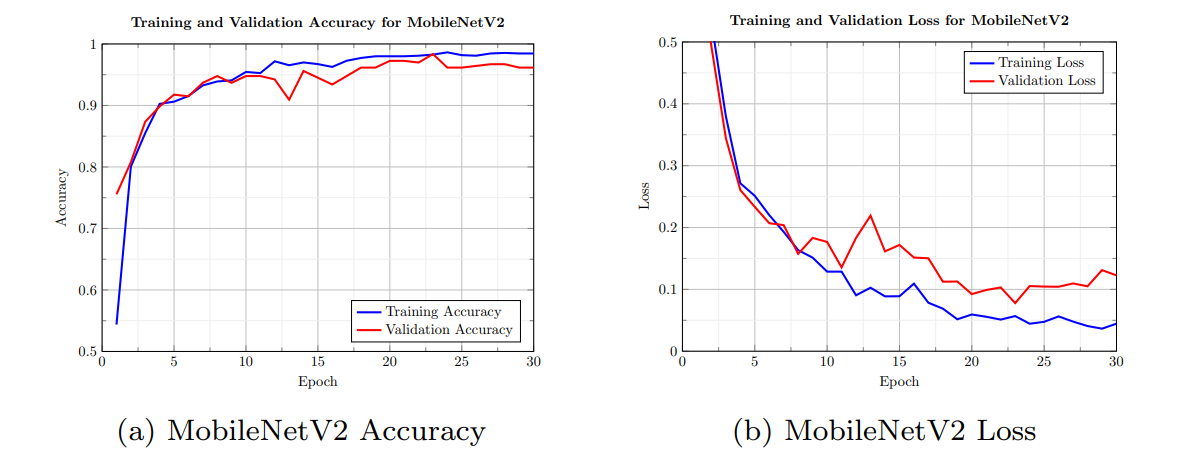 Training and Validation Accuracy for MobileNetV2
1
0.9
0.8
0.7
0.6
0.5
Accuracy
0 5 10 15 20 25 30
Epoch
Training Accuracy
Validation Accuracy
(a) MobileNetV2 Accuracy
Training and Validation Loss for MobileNetV2
0.5
0.4
0.3
0.2
0.1
0
Loss
0 5 10 15 20 25 30
Epoch
Training Loss
Validation Loss
(b) MobileNetV2 Loss